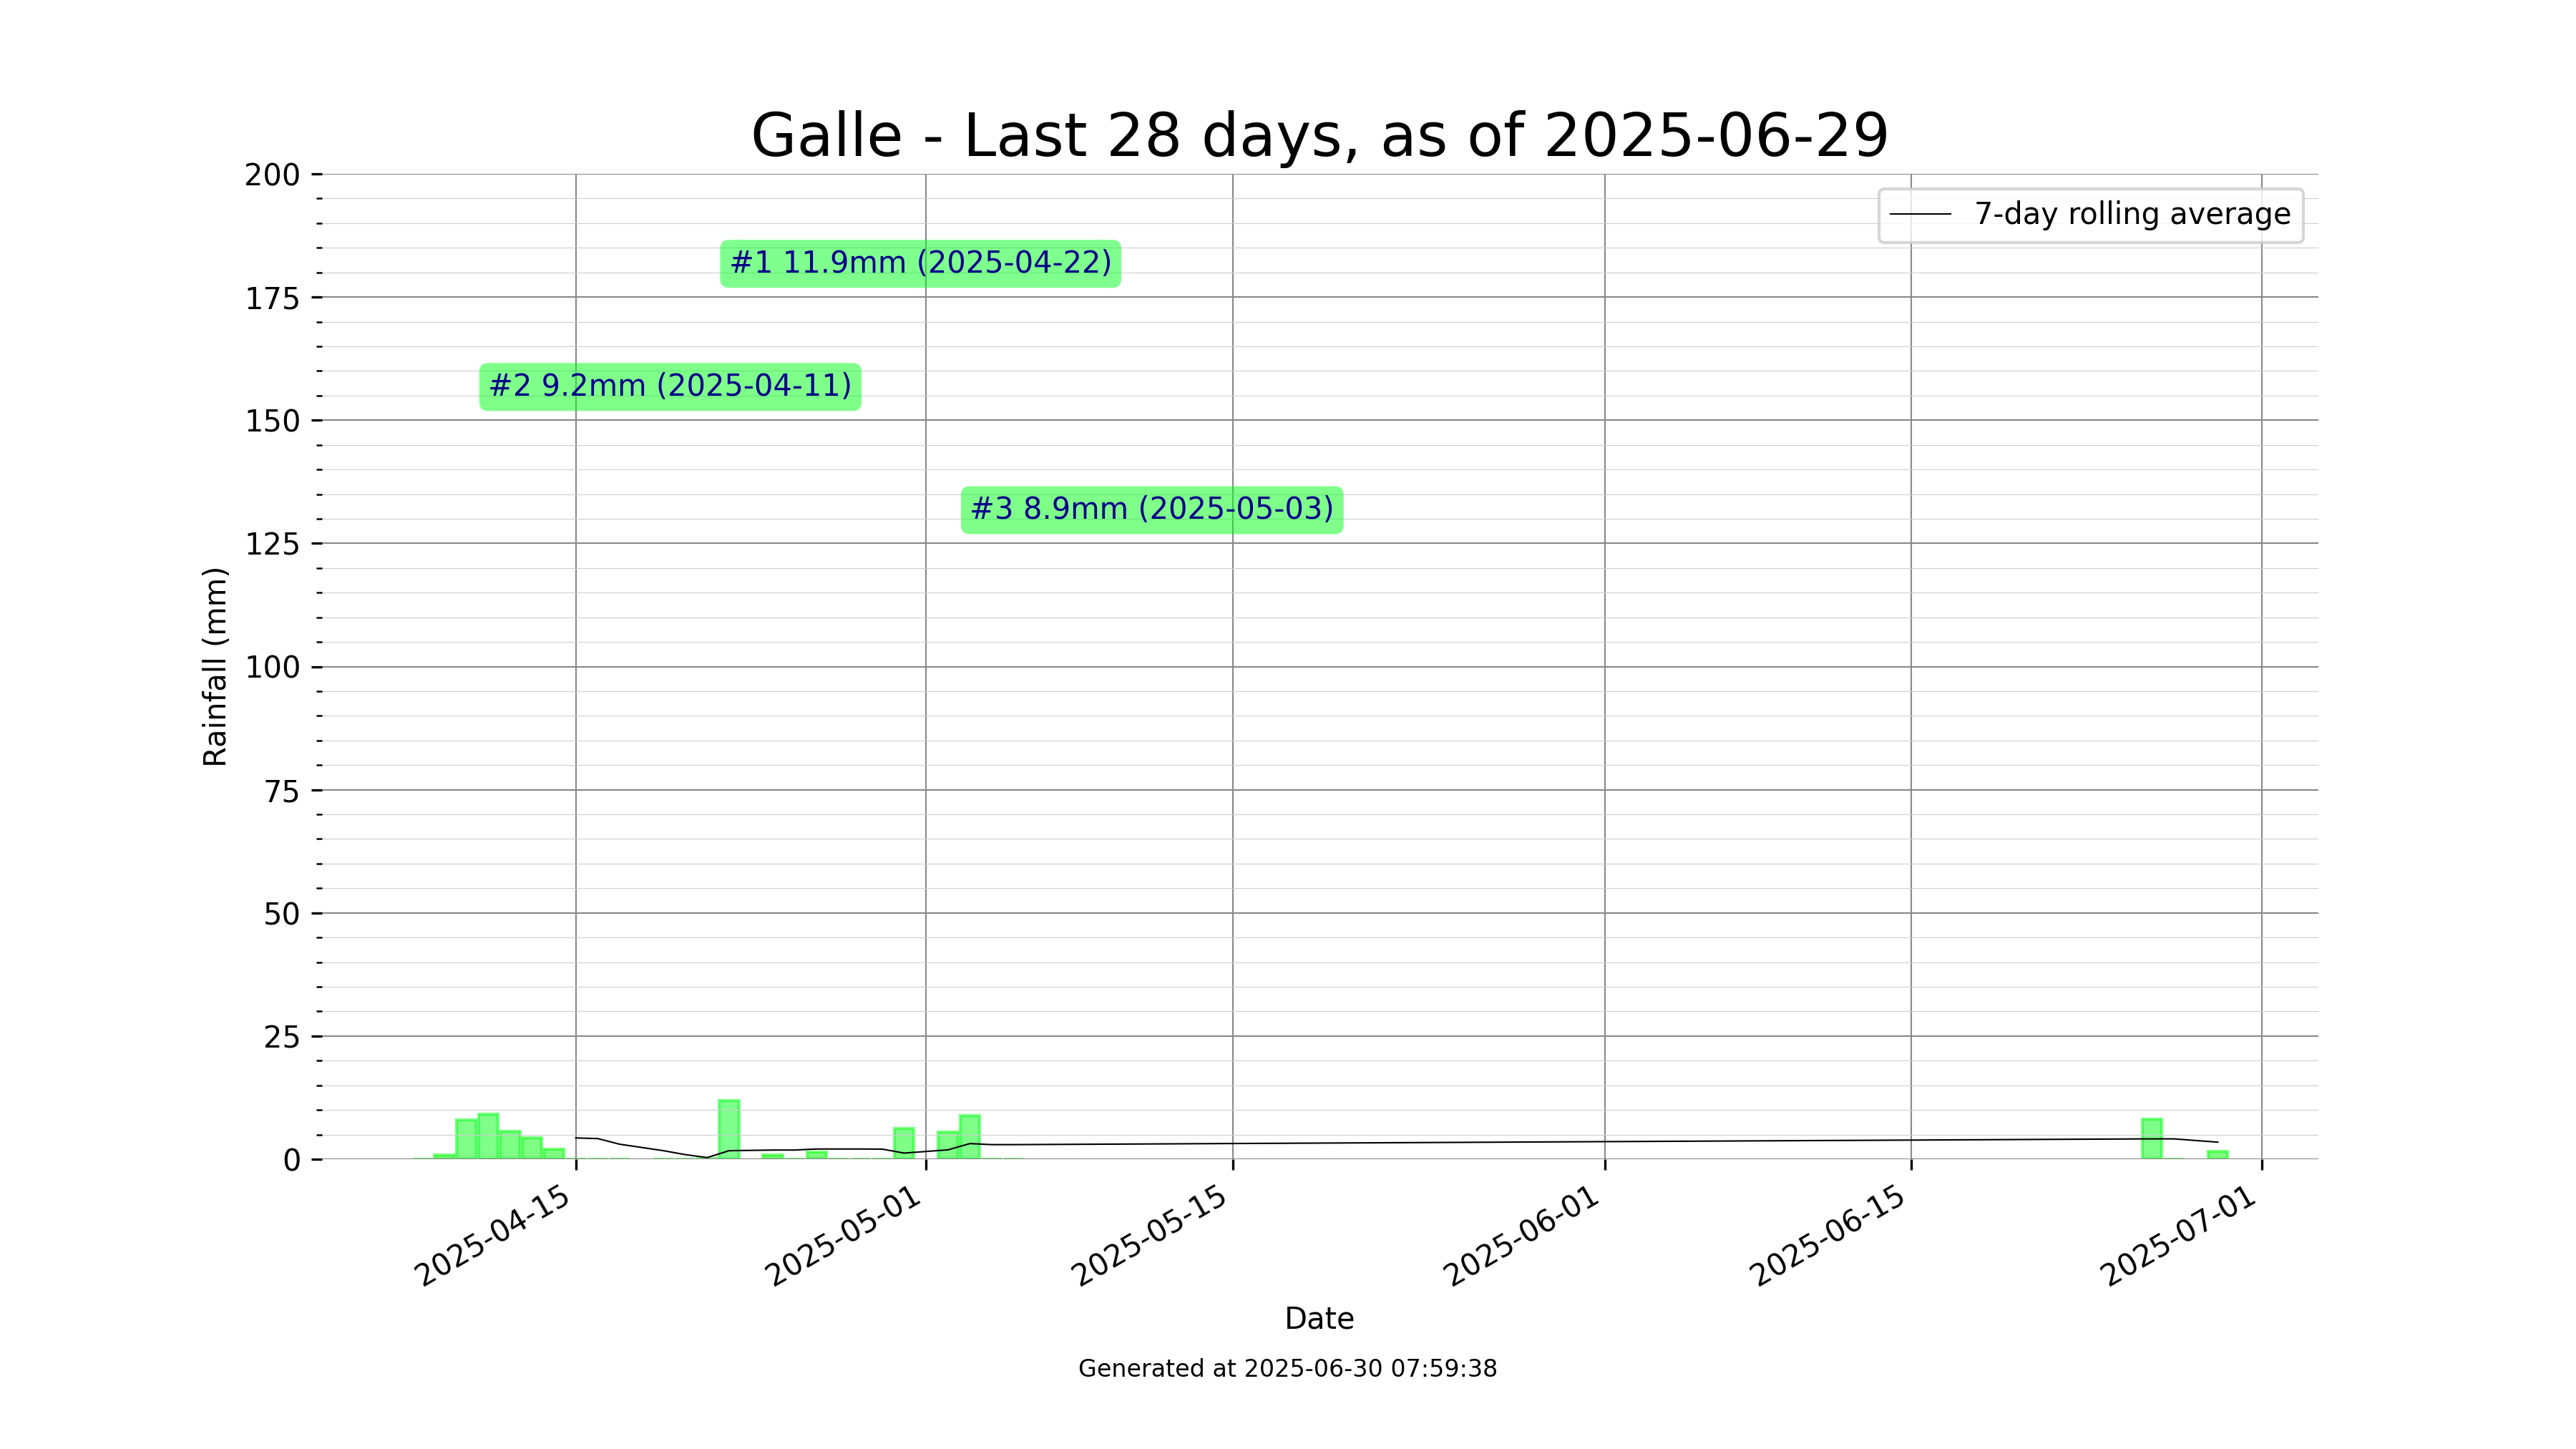 Galle - Last 28 days, as of 2025-06-29
7-day rolling average
#1 11.9mm (2025-04-22)
#2 9.2mm (2025-04-11)
#3 8.9mm (2025-05-03)
Rainfall (mm)
200
175
150
125
100
75
50
25
0
2025-04-15
2025-05-01
2025-05-15
2025-06-01
2025-06-15
2025-07-01
Date
Generated at 2025-06-30 07:59:38